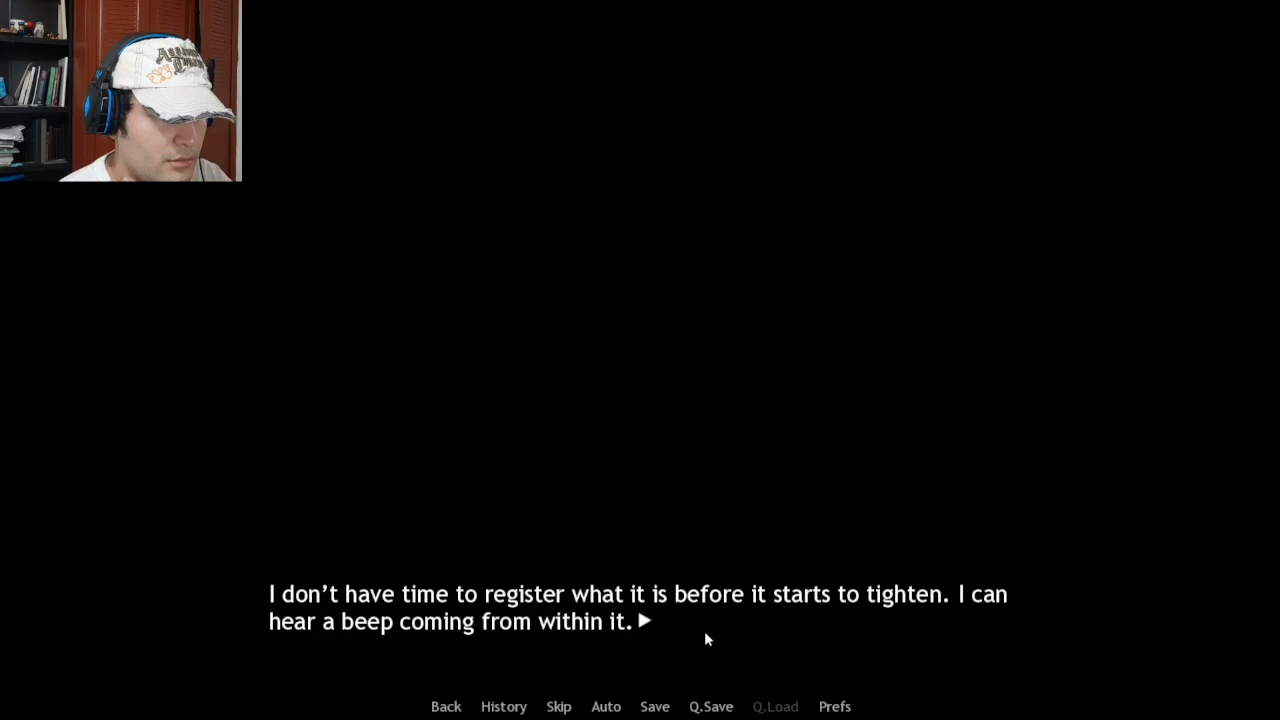 I don’t have time to register what it is before it starts to tighten. I can
hear a beep coming from within it.
Back History Skip Auto Save Q.Save Q.Load Prefs